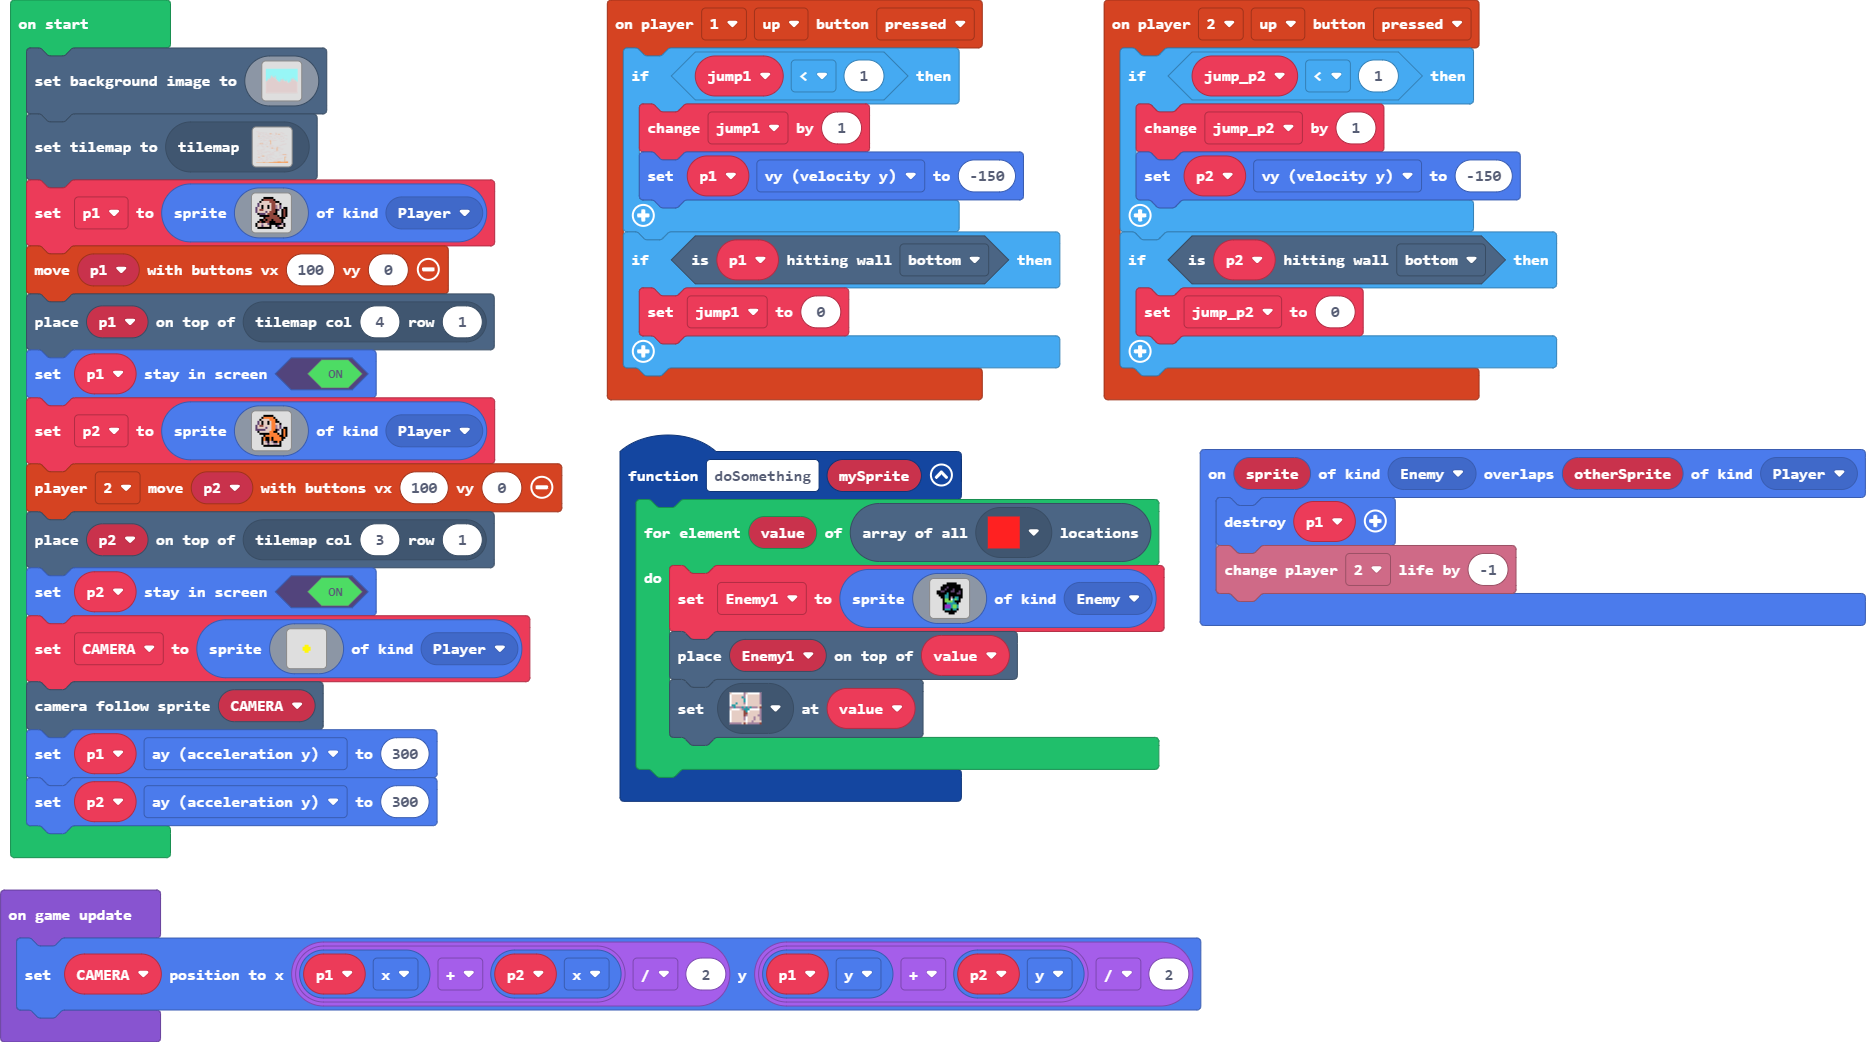 on start
set background image to
set tilemap to tilemap
set p1 to sprite of kind Player
move p1 with buttons vx 100 vy 0
place p1 on top of tilemap col 4 row 1
set p1 stay in screen ON
set p2 to sprite of kind Player
player 2 move p2 with buttons vx 100 vy 0
place p2 on top of tilemap col 3 row 1
set p2 stay in screen ON
set CAMERA to sprite of kind Player
camera follow sprite CAMERA
set p1 ay (acceleration y) to 300
set p2 ay (acceleration y) to 300
on player 1 up button pressed
if jump1 < 1 then
change jump1 by 1
set p1 vy (velocity y) to -150
if is p1 hitting wall bottom then
set jump1 to 0
on player 2 up button pressed
if jump_p2 < 1 then
change jump_p2 by 1
set p2 vy (velocity y) to -150
if is p2 hitting wall bottom then
set jump_p2 to 0
function doSomething mySprite
for element value of array of all locations
do
set Enemy1 to sprite of kind Enemy
place Enemy1 on top of value
set at value
on sprite of kind Enemy overlaps otherSprite of kind Player
destroy p1
change player 2 life by -1
on game update
set CAMERA position to x p1 x + p2 x / 2 y p1 y + p2 y / 2